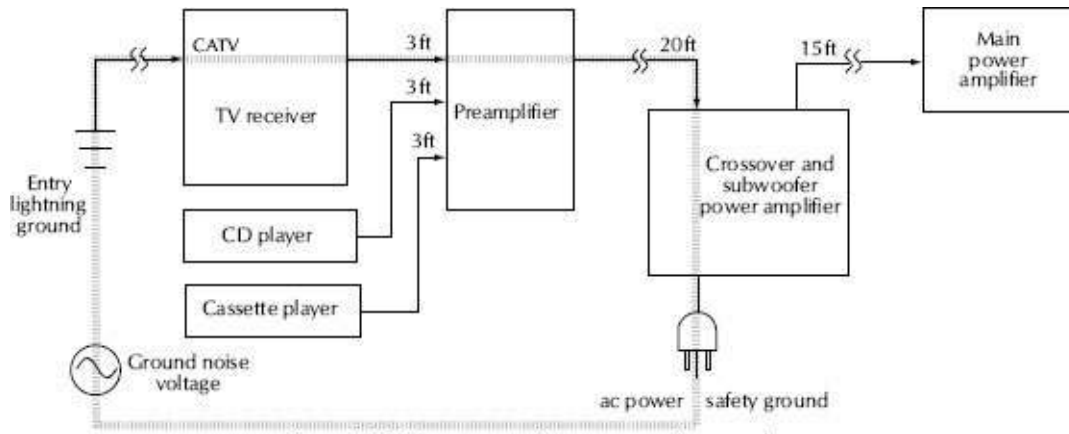 CATV
TV receiver
3ft
3ft
3ft
Preamplifier
20ft
15ft
Main
power
amplifier
Crossover and
subwoofer
power amplifier
Entry
lightning
ground
CD player
Cassette player
Ground noise
voltage
ac power
safety ground